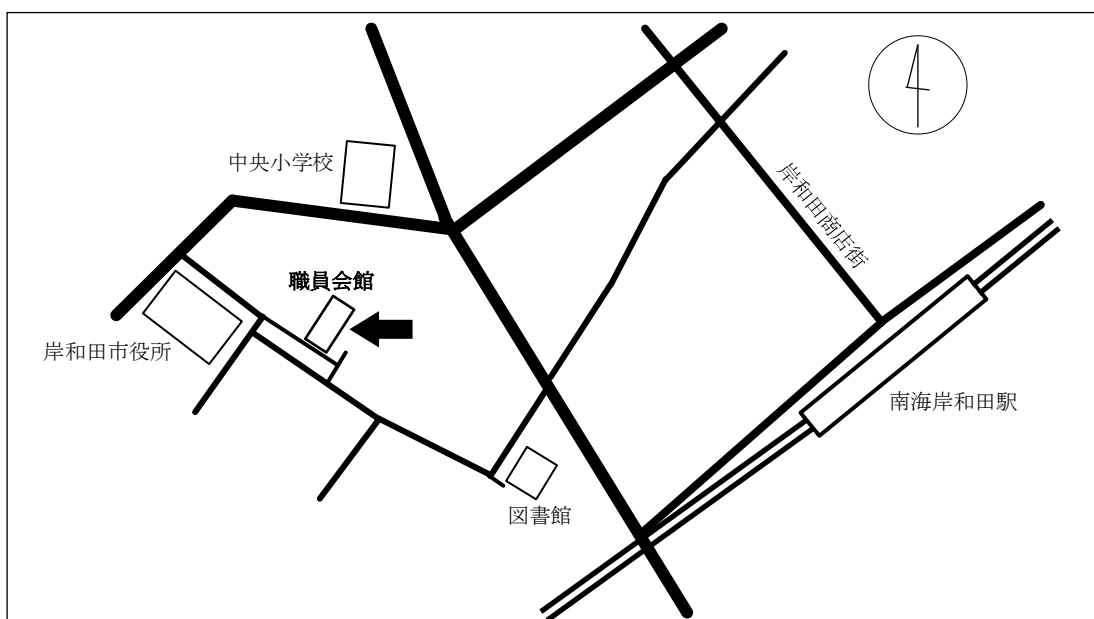 中央小学校
岸和田商店街
職員会館
岸和田市役所
南海岸和田駅
図書館